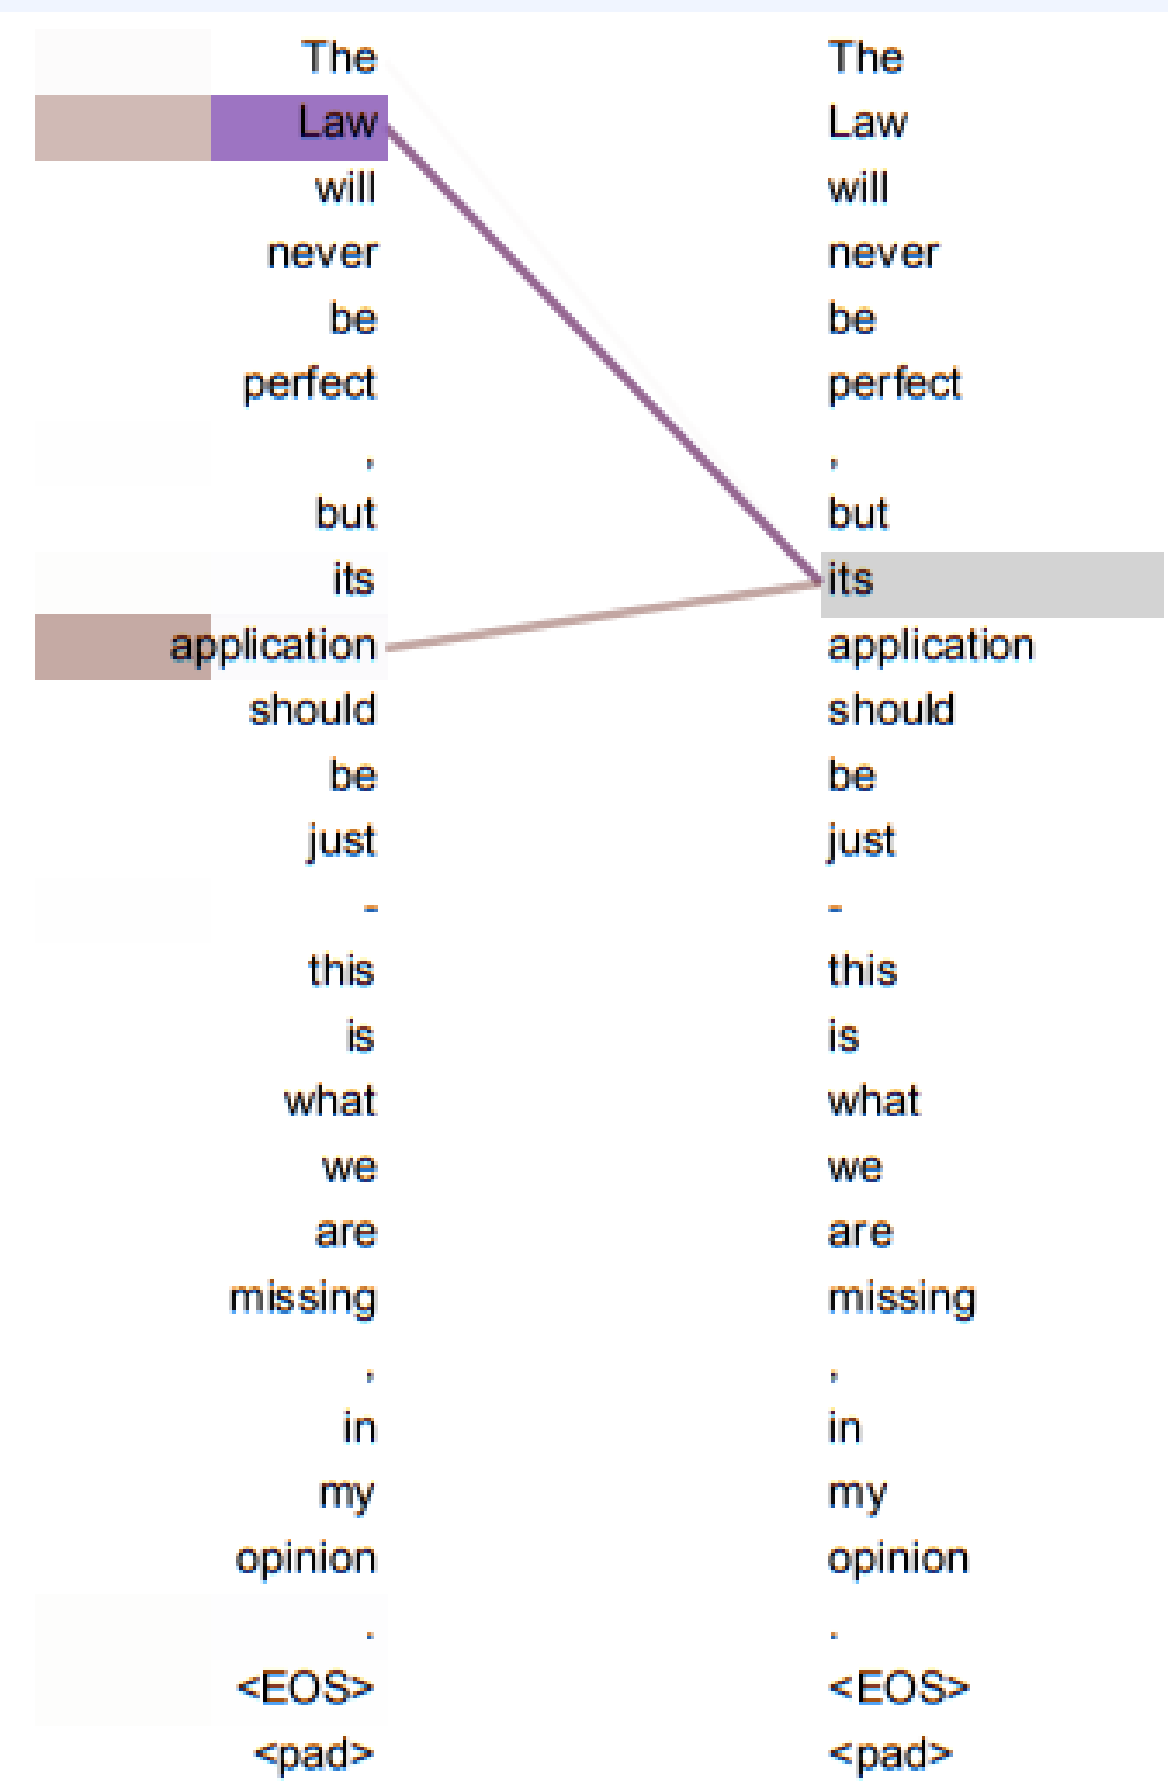 The The
Law Law
will will
never never
be be
perfect perfect
, ,
but but
its its
application application
should should
be be
just just
- -
this this
is is
what what
we we
are are
missing missing
, ,
in in
my my
opinion opinion
. .
<EOS> <EOS>
<pad> <pad>